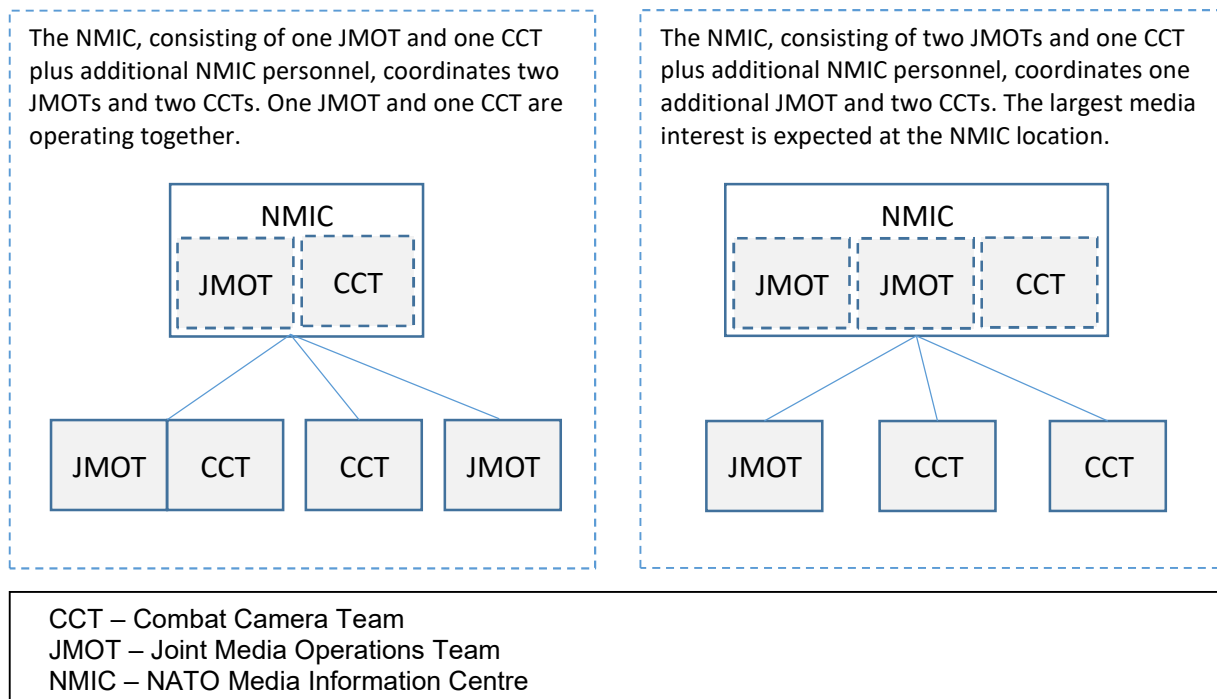 The NMIC, consisting of one JMOT and one CCT
plus additional NMIC personnel, coordinates two
JMOTs and two CCTs. One JMOT and one CCT are
operating together.
NMIC
JMOT
CCT
JMOT
CCT
CCT
JMOT
The NMIC, consisting of two JMOTs and one CCT
plus additional NMIC personnel, coordinates one
additional JMOT and two CCTs. The largest media
interest is expected at the NMIC location.
NMIC
JMOT
JMOT
CCT
JMOT
CCT
CCT
CCT – Combat Camera Team
JMOT – Joint Media Operations Team
NMIC – NATO Media Information Centre